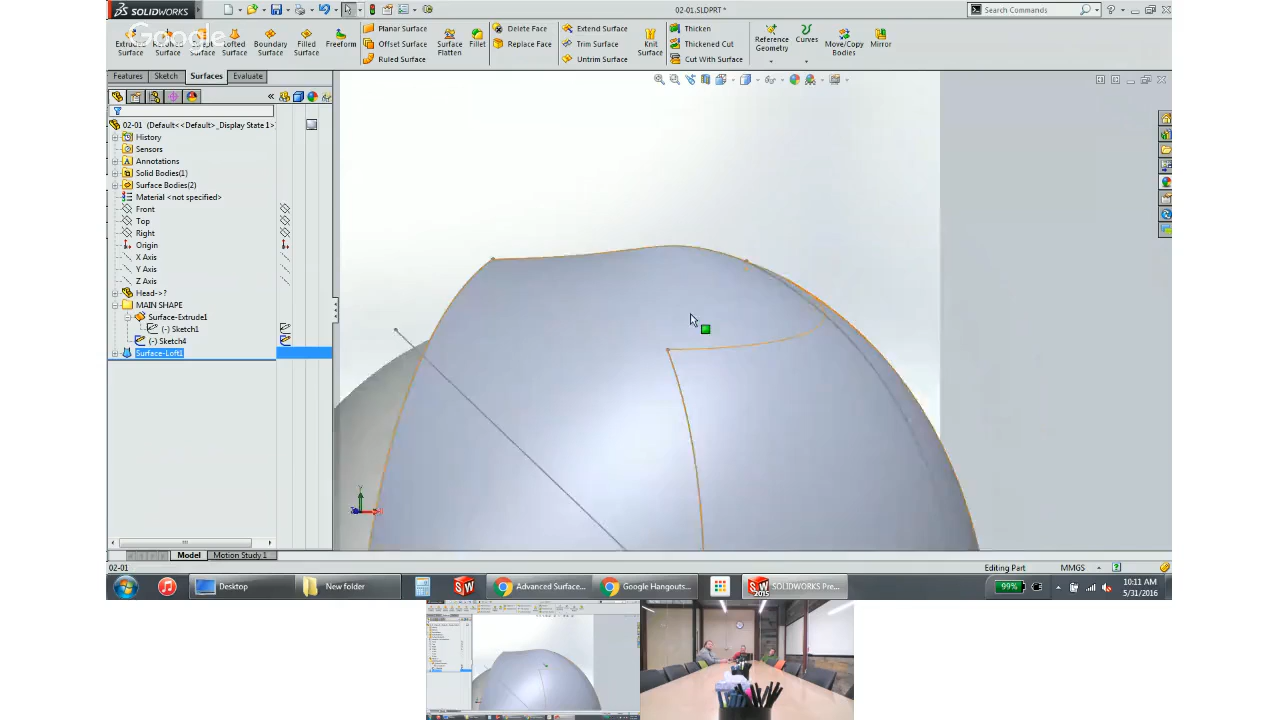 SOLIDWORKS
02-01.SLDPRT *
Search Commands
Google
Extruded Surface
Swept Surface
Lofted Surface
Boundary Surface
Filled Surface
Freeform
Planar Surface
Offset Surface
Ruled Surface
Surface Flatten
Fillet
Delete Face
Replace Face
Extend Surface
Trim Surface
Untrim Surface
Knit Surface
Thicken
Thickened Cut
Cut With Surface
Reference Geometry
Curves
Move/Copy Bodies
Mirror
Features
Sketch
Surfaces
Evaluate
02-01 (Default<<Default>_Display State 1>
History
Sensors
Annotations
Solid Bodies(1)
Surface Bodies(2)
Material <not specified>
Front
Top
Right
Origin
X Axis
Y Axis
Z Axis
Head->?
MAIN SHAPE
Surface-Extrude1
(-) Sketch1
(-) Sketch4
Surface-Loft1
Y
Model
Motion Study 1
02-01
Editing Part
MMGS
Desktop
New folder
Advanced Surface...
Google Hangouts...
SOLIDWORKS Pre...
99%
10:11 AM
5/31/2016